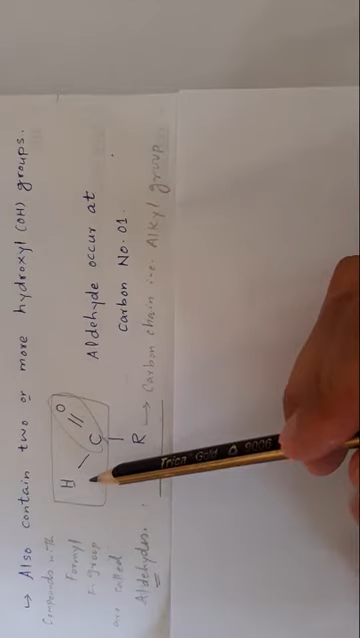 ↳ Also contain two or more hydroxyl (OH) groups.
Compounds with
Formyl
group
are called
Aldehydes.
H O
C
R → Carbon chain i.e. Alkyl group
Aldehyde occur at
carbon No. 01.
Trica Gold 9006